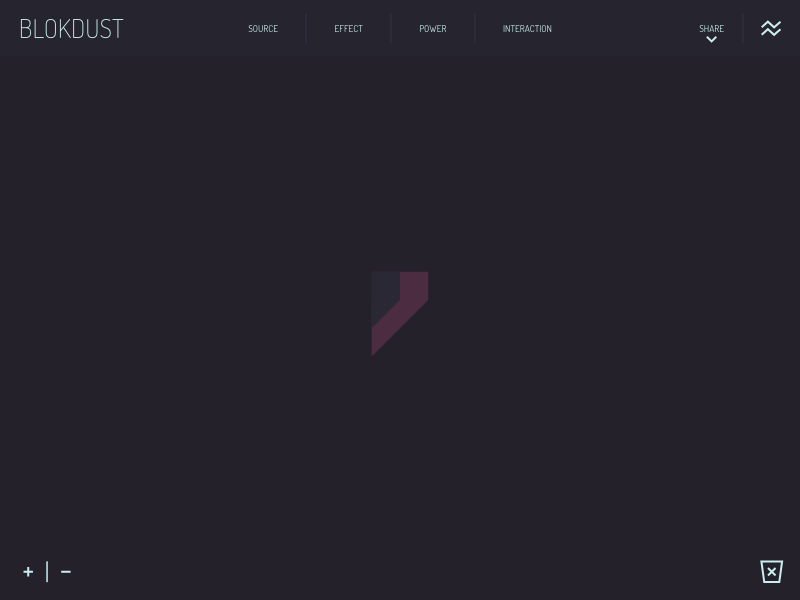 BLOKDUST
SOURCE
EFFECT
POWER
INTERACTION
SHARE